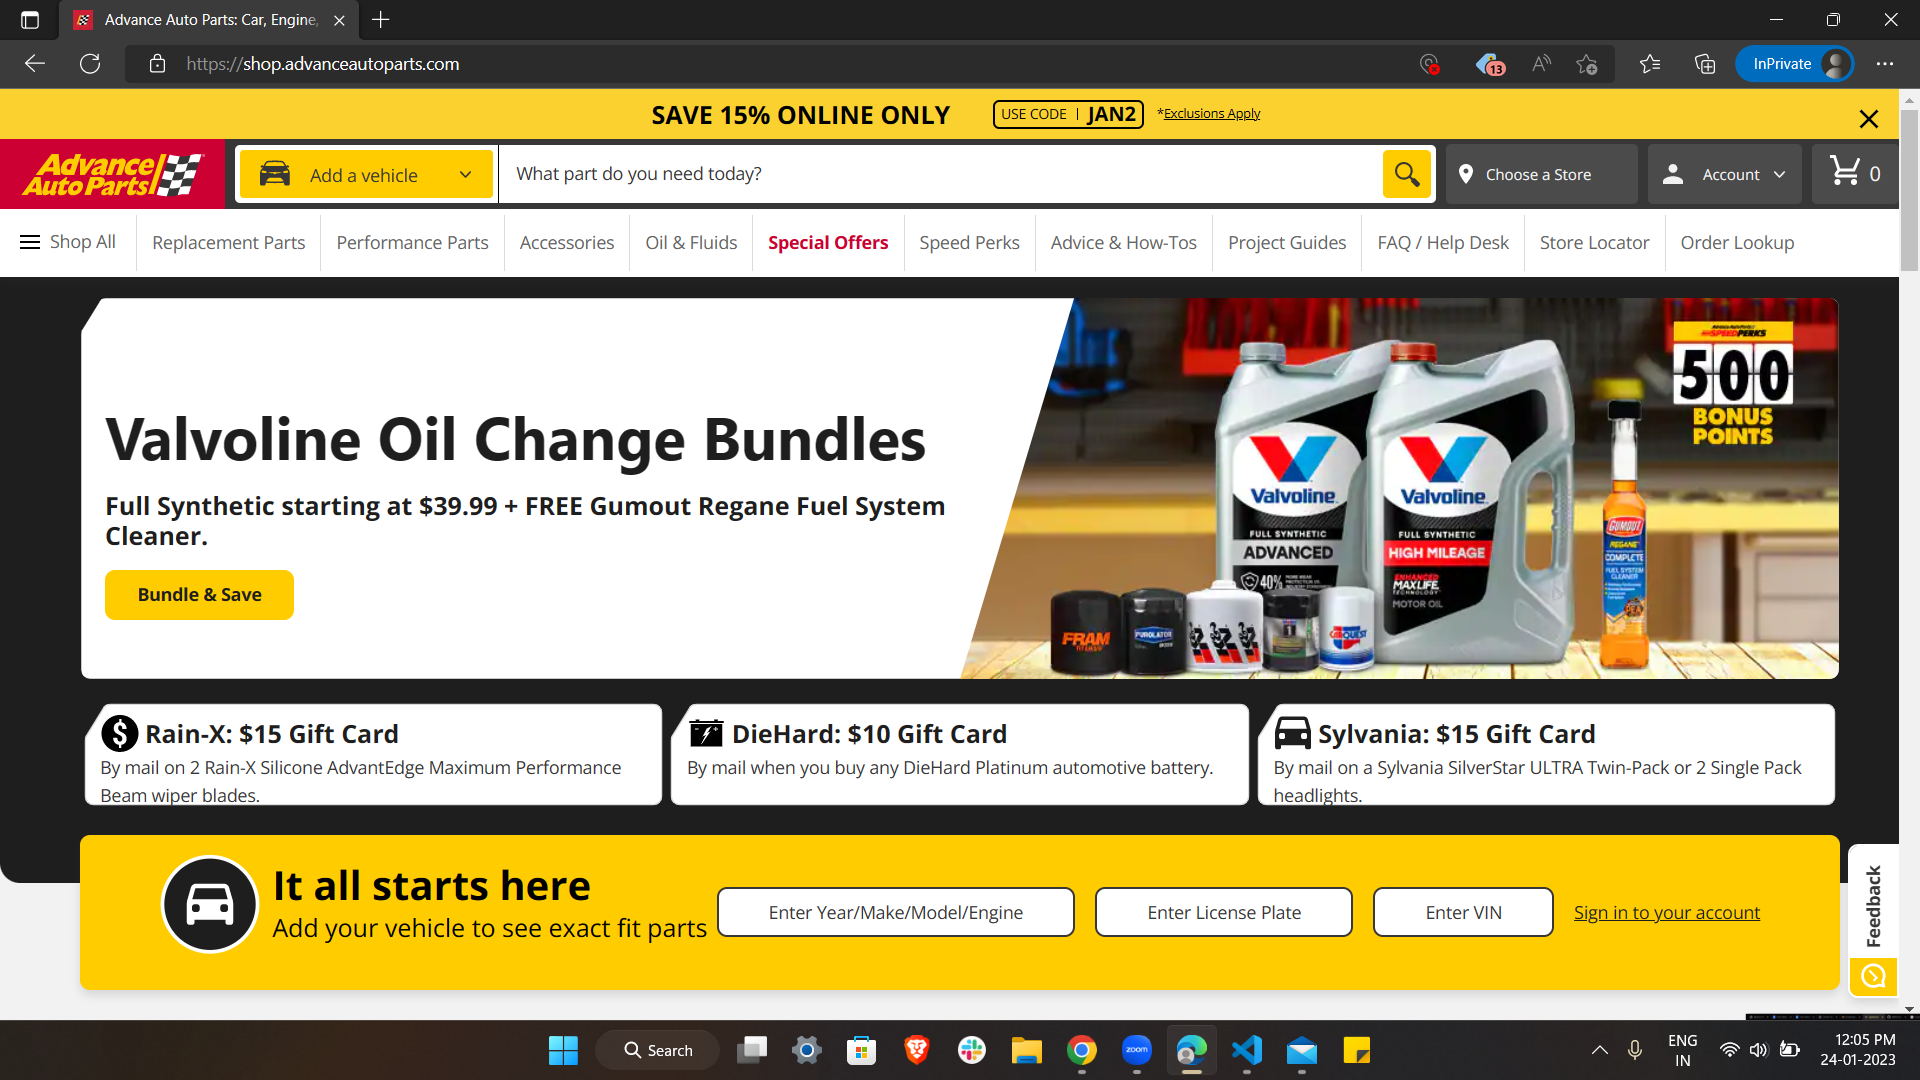 Advance Auto Parts: Car, Engine,
https://shop.advanceautoparts.com
13
InPrivate
SAVE 15% ONLINE ONLY
USE CODE | JAN2
*Exclusions Apply
Advance Auto Parts
Add a vehicle
What part do you need today?
Choose a Store
Account
0
Shop All
Replacement Parts
Performance Parts
Accessories
Oil & Fluids
Special Offers
Speed Perks
Advice & How-Tos
Project Guides
FAQ / Help Desk
Store Locator
Order Lookup
Valvoline Oil Change Bundles
Full Synthetic starting at $39.99 + FREE Gumout Regane Fuel System
Cleaner.
Bundle & Save
SPEEDPERKS
500
BONUS
POINTS
Valvoline
FULL SYNTHETIC
ADVANCED
40%
Valvoline
FULL SYNTHETIC
HIGH MILEAGE
ENHANCED
MAXLIFE
TECHNOLOGY
MOTOR OIL
GUMOUT
REGANE
COMPLETE
FUEL SYSTEM
CLEANER
FRAM
PUROLATOR
CARQUEST
Rain-X: $15 Gift Card
By mail on 2 Rain-X Silicone AdvantEdge Maximum Performance
Beam wiper blades.
DieHard: $10 Gift Card
By mail when you buy any DieHard Platinum automotive battery.
Sylvania: $15 Gift Card
By mail on a Sylvania SilverStar ULTRA Twin-Pack or 2 Single Pack
headlights.
It all starts here
Add your vehicle to see exact fit parts
Enter Year/Make/Model/Engine
Enter License Plate
Enter VIN
Sign in to your account
Feedback
Search
zoom
ENG
IN
12:05 PM
24-01-2023